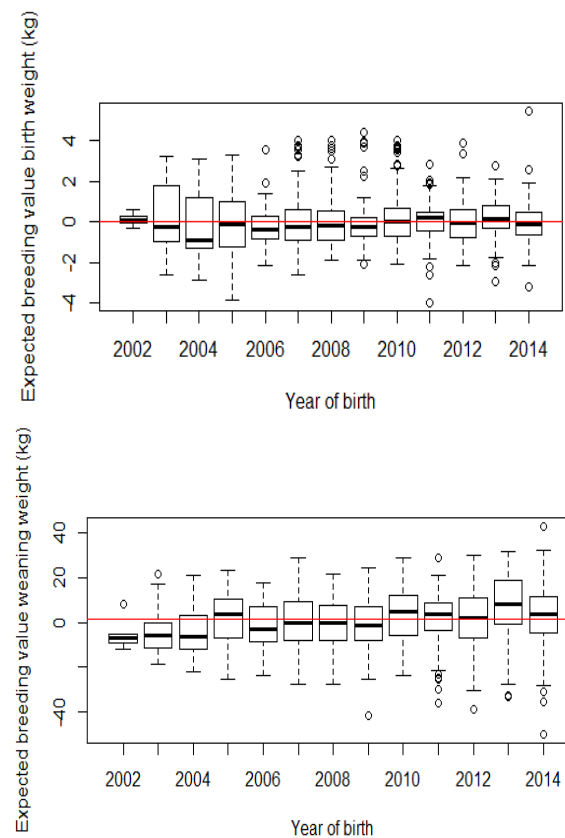 Expected breeding value birth weight (kg)
4
2
0
-2
-4
2002 2004 2006 2008 2010 2012 2014
Year of birth
Expected breeding value weaning weight (kg)
40
20
0
-40
2002 2004 2006 2008 2010 2012 2014
Year of birth